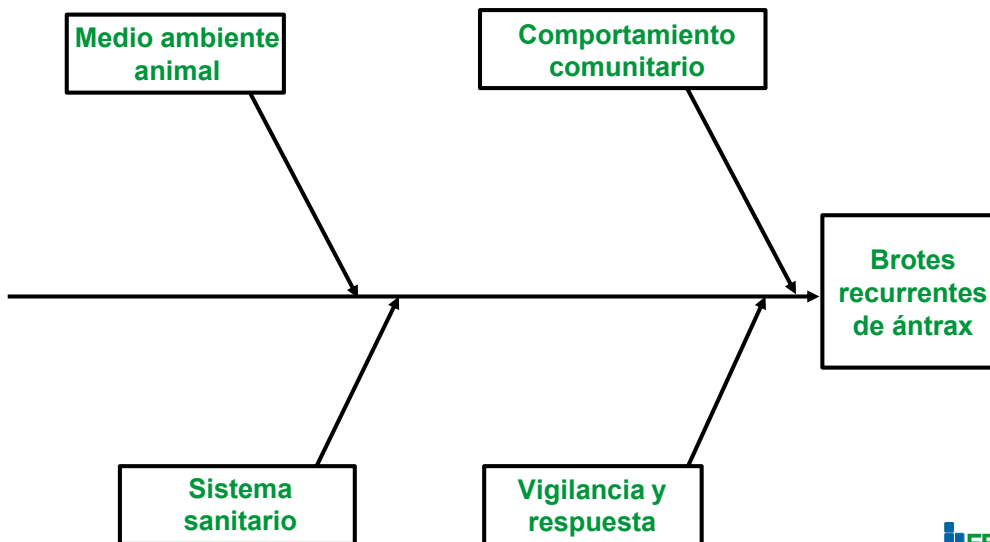 Medio ambiente
animal
Comportamiento
comunitario
Brotes
recurrentes
de ántrax
Sistema
sanitario
Vigilancia y
respuesta